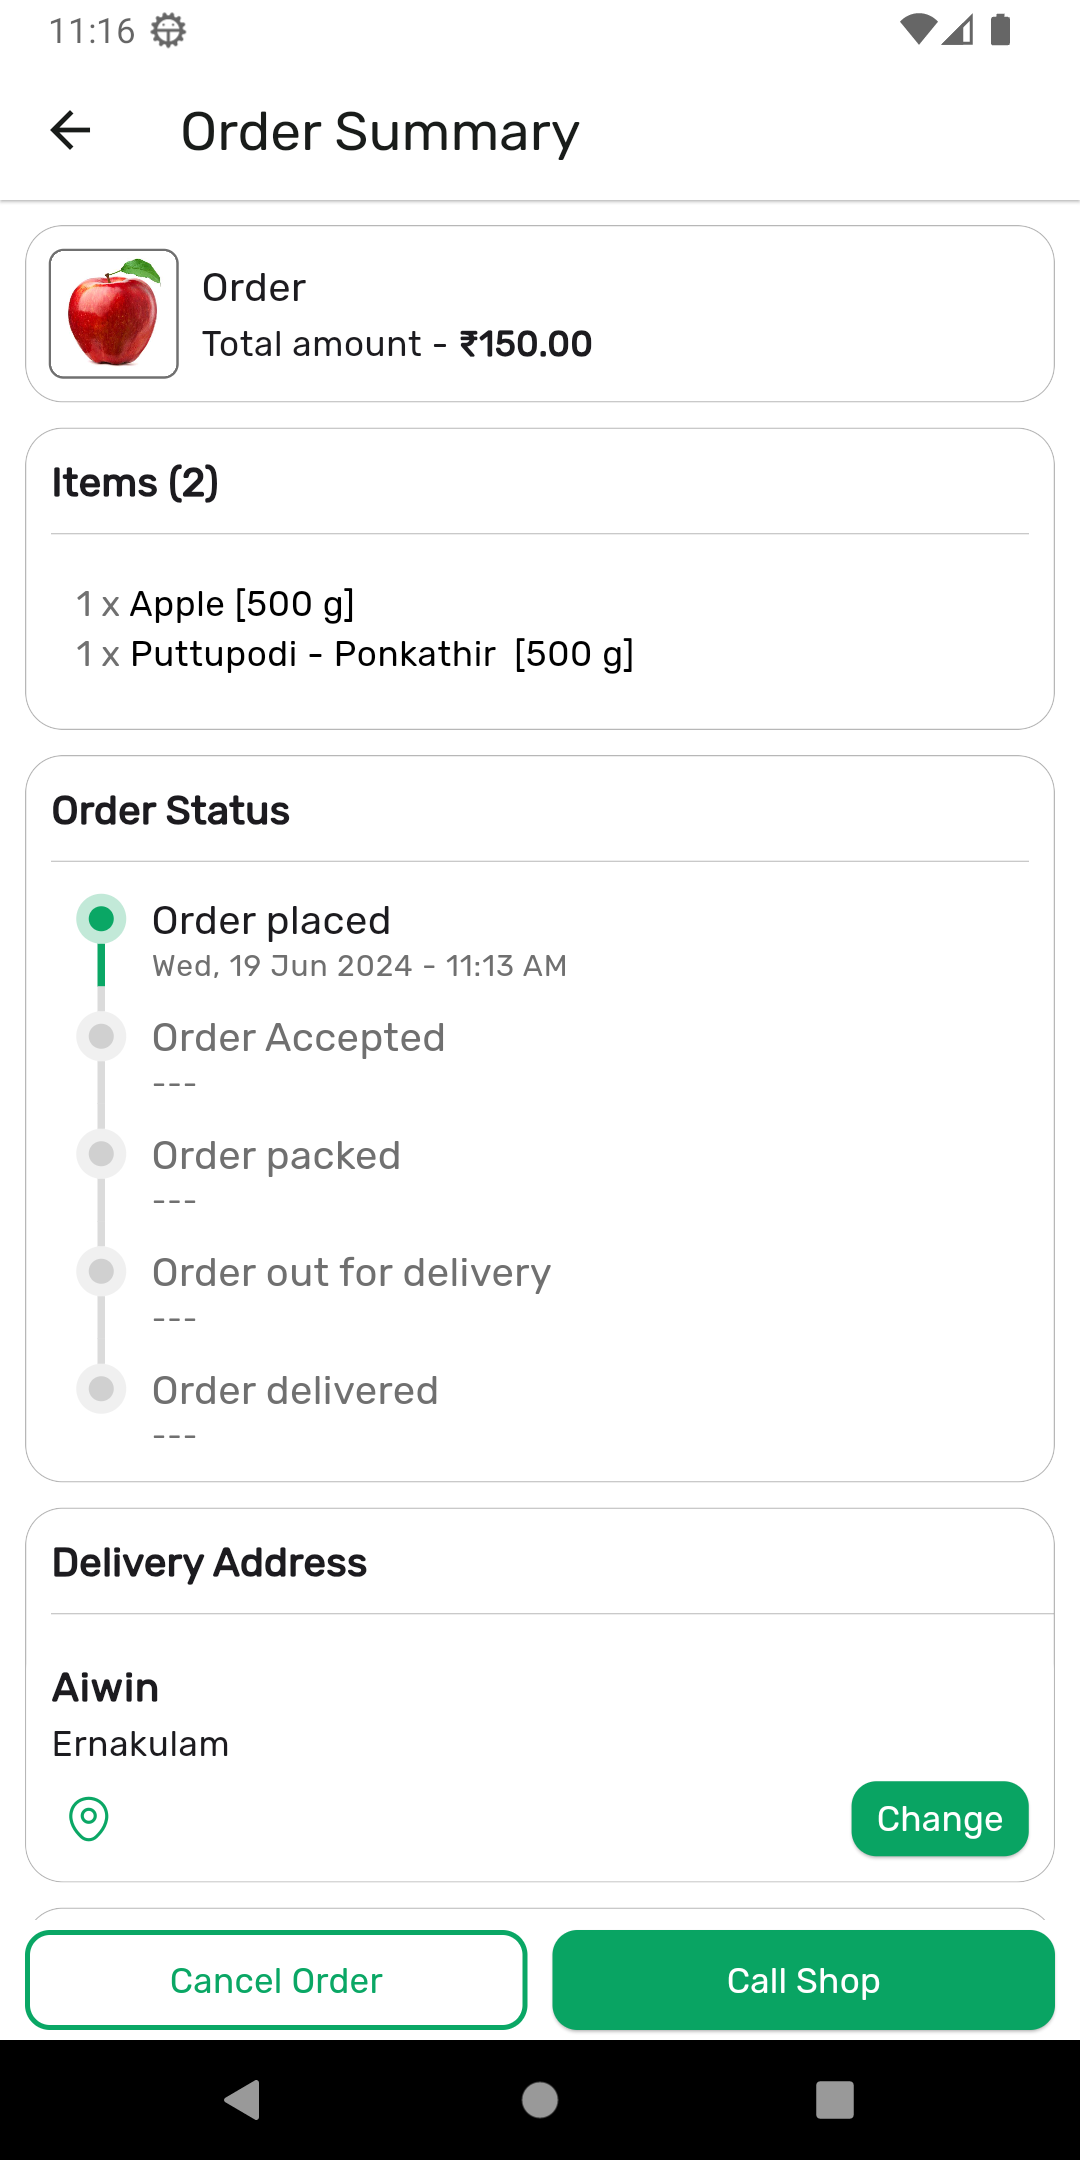 11:16
Order Summary
Order
Total amount - ₹150.00
Items (2)
1 x Apple [500 g]
1 x Puttupodi - Ponkathir  [500 g]
Order Status
Order placed
Wed, 19 Jun 2024 - 11:13 AM
Order Accepted
---
Order packed
---
Order out for delivery
---
Order delivered
---
Delivery Address
Aiwin
Ernakulam
Change
Cancel Order
Call Shop